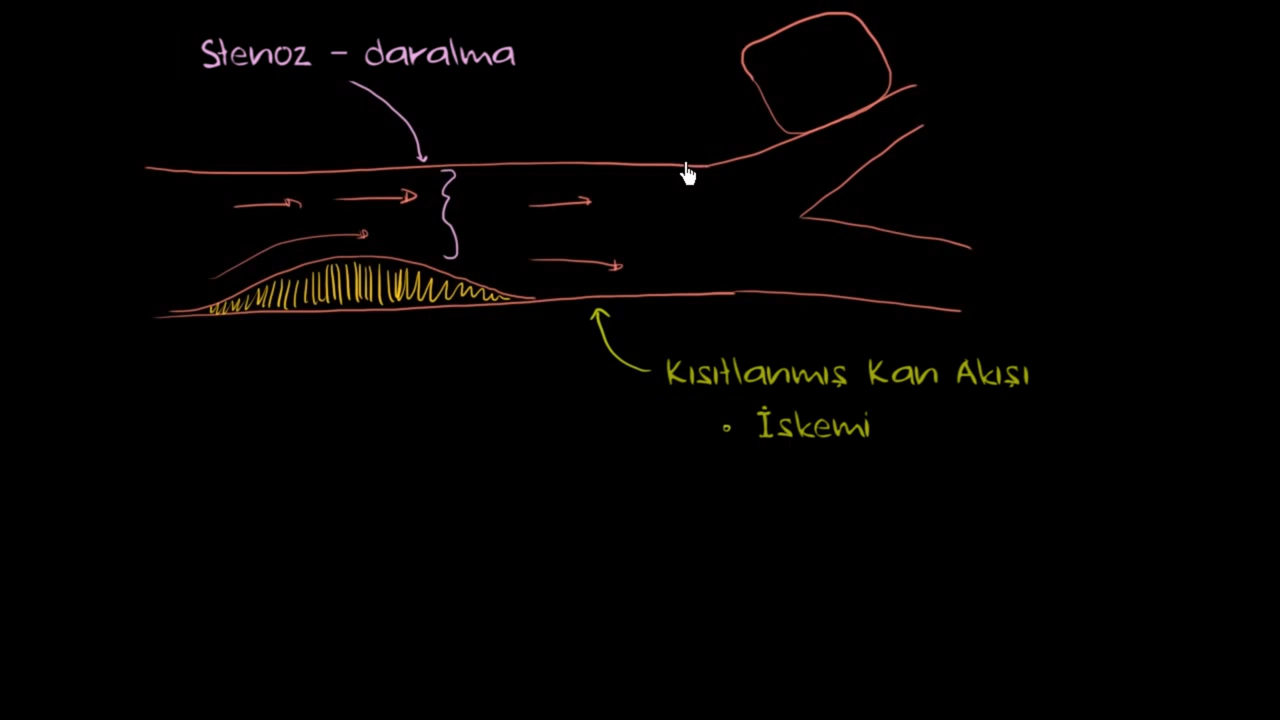 Stenoz - daralma
Kısıtlanmış Kan Akışı
• İskemi